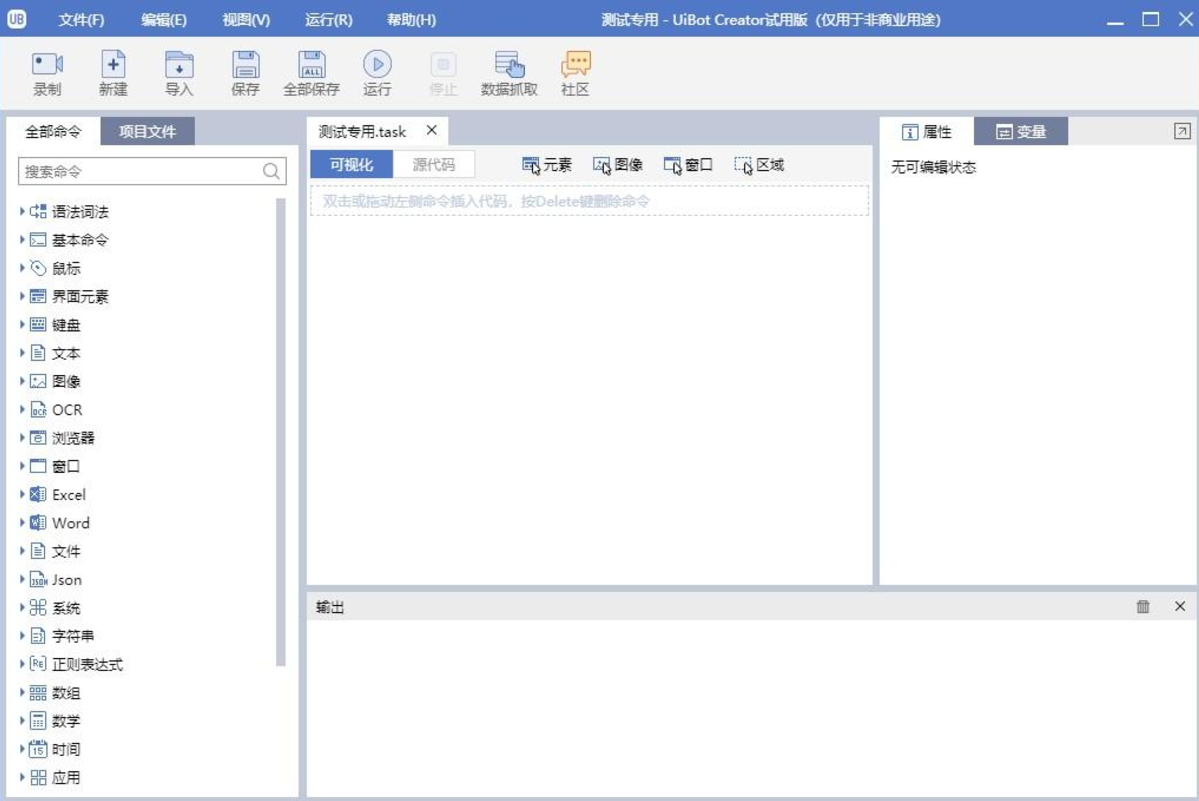 UB 文件(F) 编辑(E) 视图(V) 运行(R) 帮助(H) 测试专用 - UiBot Creator试用版（仅用于非商业用途）
录制 新建 导入 保存 全部保存 运行 停止 数据抓取 社区
ALL
全部命令 项目文件 测试专用.task 属性 变量
搜索命令 可视化 源代码 元素 图像 窗口 区域 无可编辑状态
双击或拖动左侧命令插入代码，按Delete键删除命令
语法词法
基本命令
鼠标
界面元素
键盘
文本
图像
OCR OCR
浏览器
窗口
Excel
Word
文件
JSON Json
系统
字符串
Re 正则表达式
数组
数学
15 时间
应用
输出